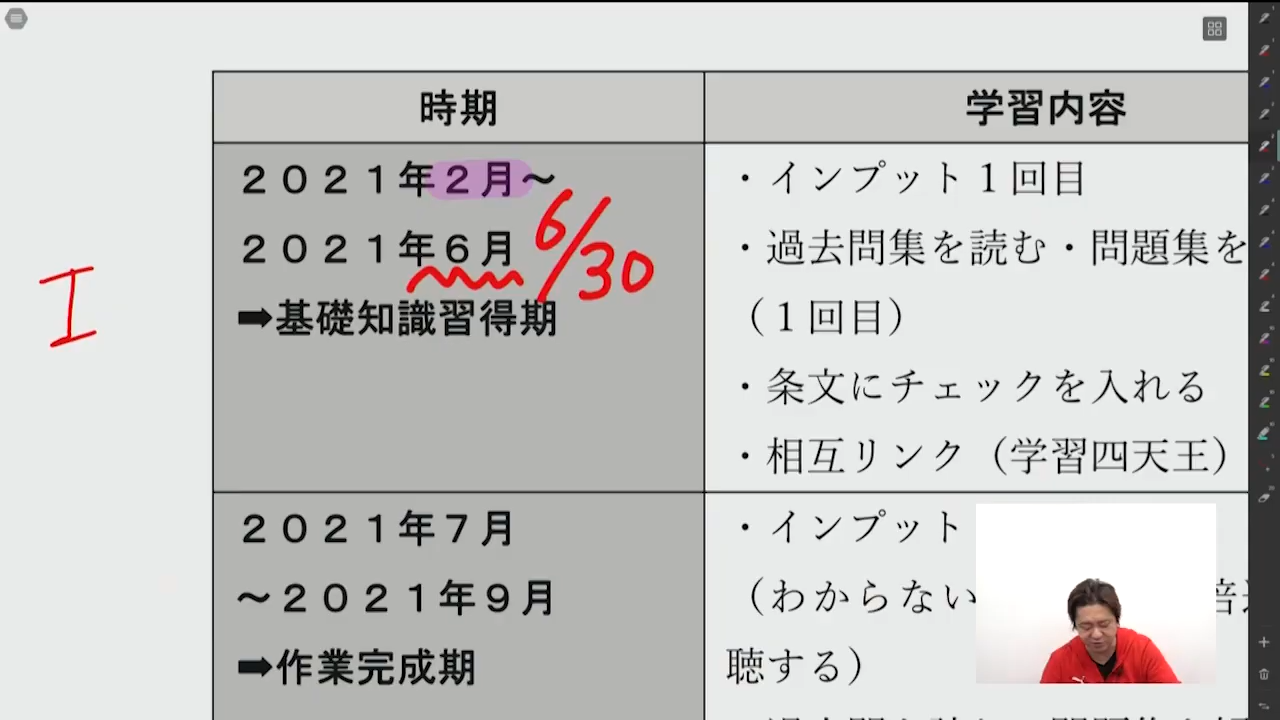 時期
学習内容
２０２１年２月～
２０２１年６月
6/30
➡基礎知識習得期
I
・インプット１回目
・過去問集を読む・問題集を
（１回目）
・条文にチェックを入れる
・相互リンク（学習四天王）
２０２１年７月
～２０２１年９月
➡作業完成期
・インプット
（わからない
聴する）